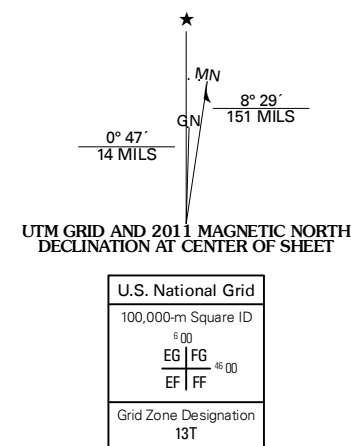 ★
MN
GN
8° 29´
151 MILS
0° 47´
14 MILS
UTM GRID AND 2011 MAGNETIC NORTH
DECLINATION AT CENTER OF SHEET
U.S. National Grid
100,000-m Square ID
6 00
EG FG
46 00
EF FF
Grid Zone Designation
13T